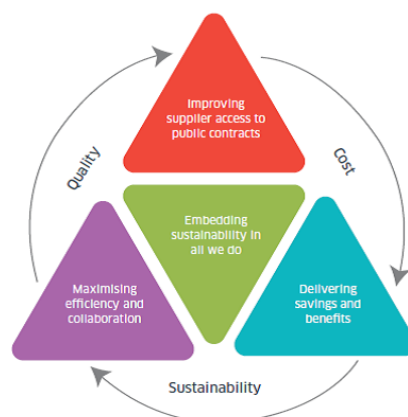 Improving
supplier access to
public contracts
Quality
Cost
Embedding
sustainability in
all we do
Maximising
efficiency and
collaboration
Delivering
savings and
benefits
Sustainability